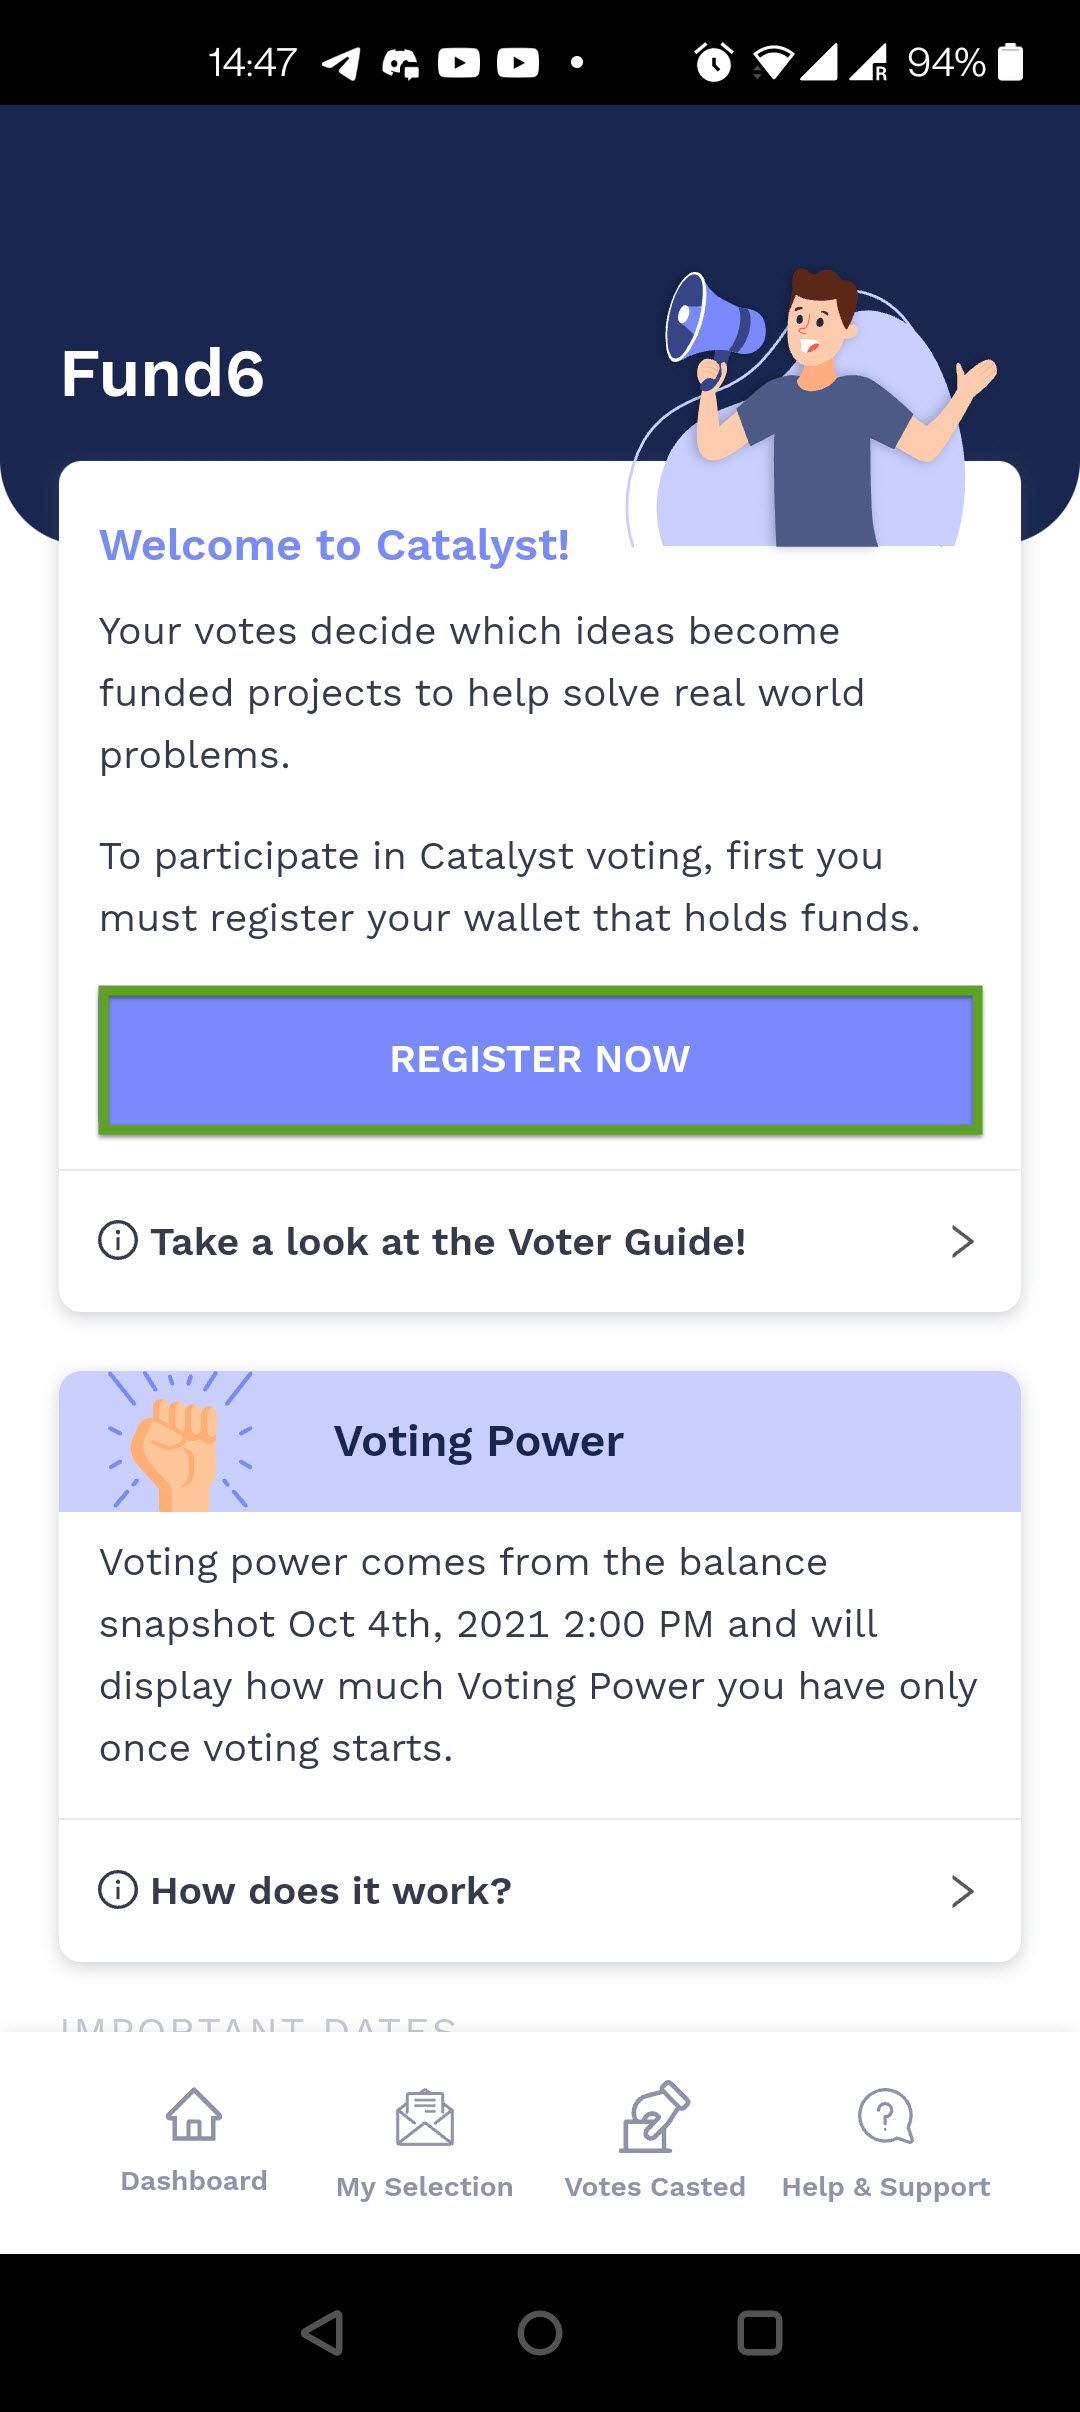 14:47
R 94%
Fund6
Welcome to Catalyst!
Your votes decide which ideas become
funded projects to help solve real world
problems.
To participate in Catalyst voting, first you
must register your wallet that holds funds.
REGISTER NOW
Take a look at the Voter Guide!
Voting Power
Voting power comes from the balance
snapshot Oct 4th, 2021 2:00 PM and will
display how much Voting Power you have only
once voting starts.
How does it work?
IMPORTANT DATES
Dashboard
My Selection
Votes Casted
Help & Support